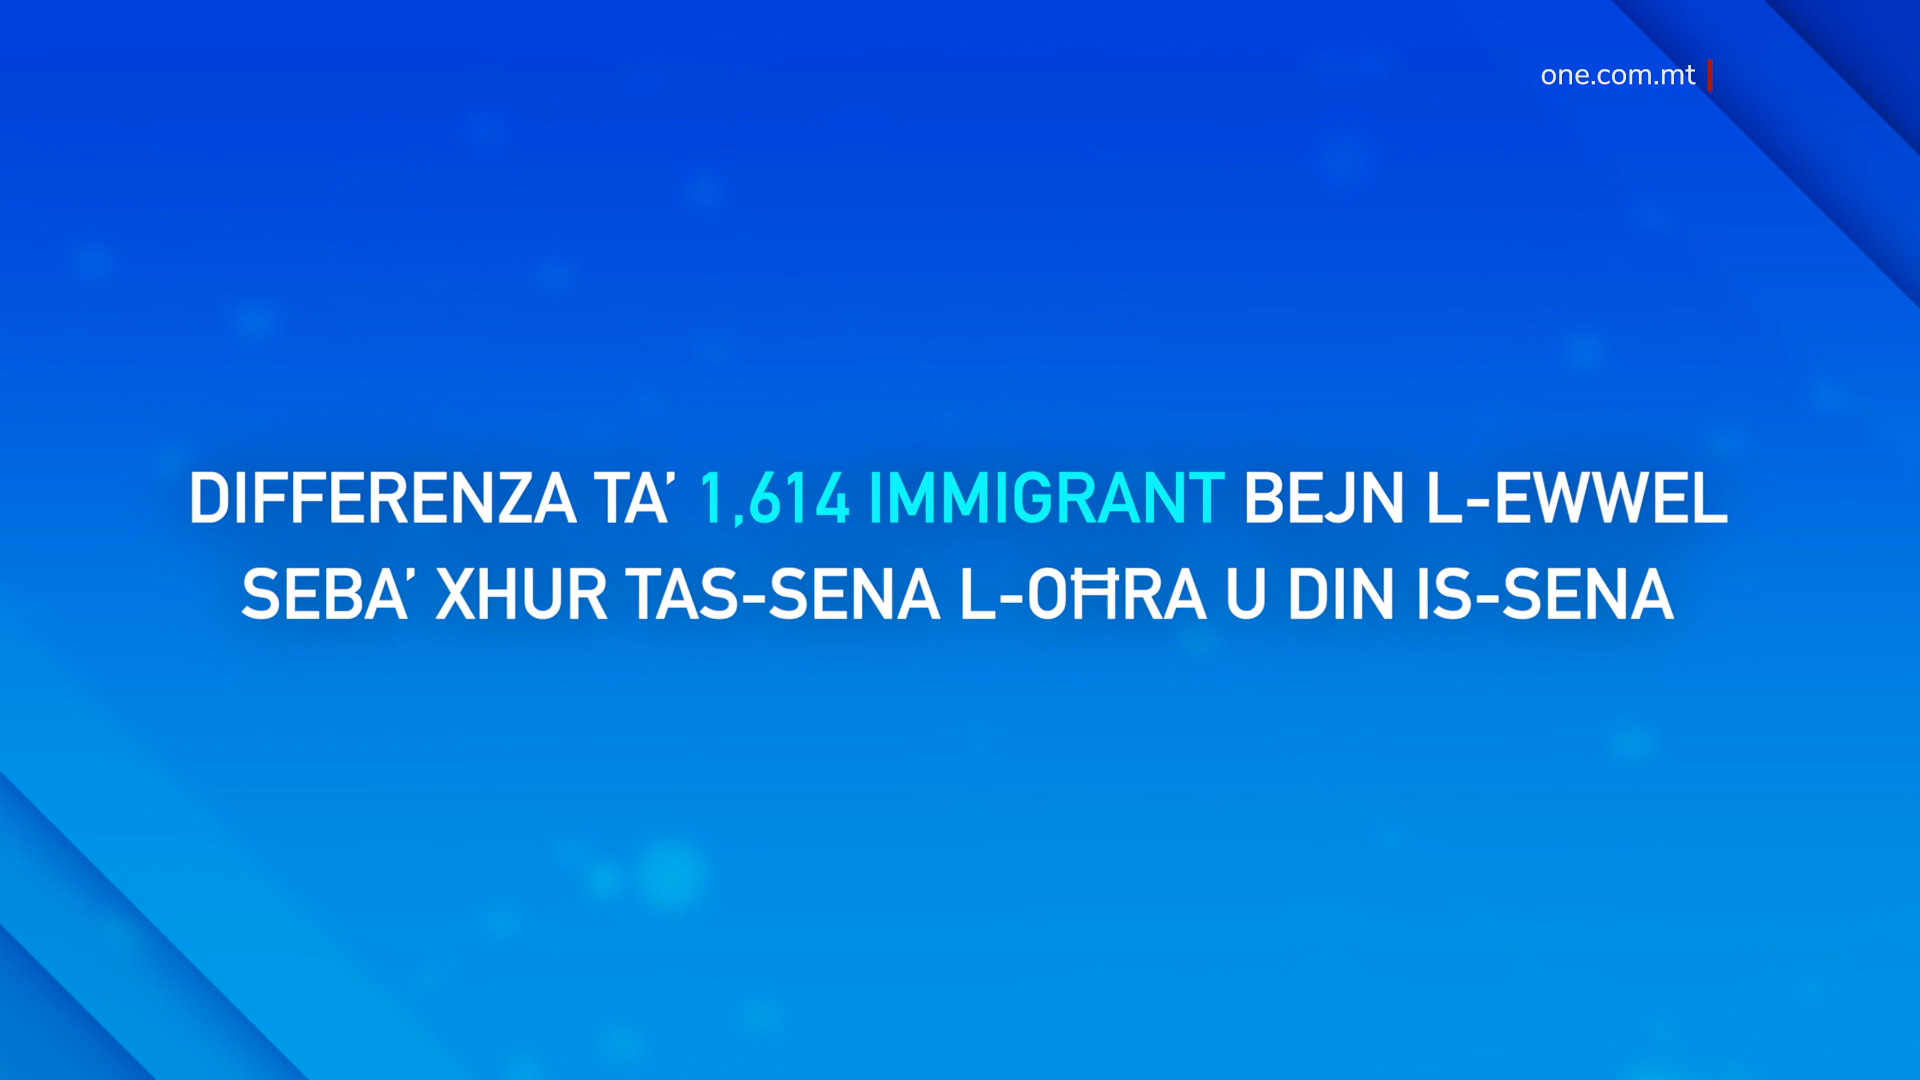 one.com.mt
DIFFERENZA TA’ 1,614 IMMIGRANT BEJN L-EWWEL
SEBA’ XHUR TAS-SENA L-OĦRA U DIN IS-SENA